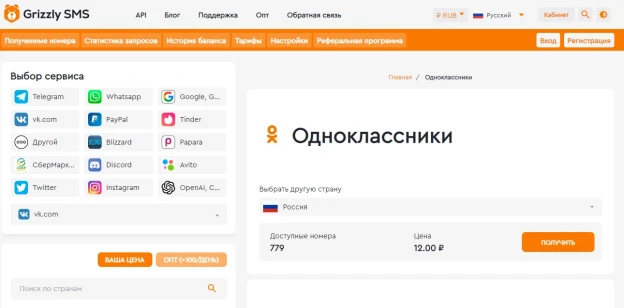 Grizzly SMS
API Блог Поддержка Опт Обратная связь
₽ RUB Русский Кабинет
Полученные номера Статистика запросов История баланса Тарифы Настройки Реферальная программа Вход Регистрация
Выбор сервиса
Telegram Whatsapp Google, G...
vk.com PayPal Tinder
Другой Blizzard Papara
СберМарк... Discord Avito
Twitter Instagram OpenAI, C...
vk.com
ВАША ЦЕНА ОПТ (>100/ДЕНЬ)
Поиск по странам
Главная / Одноклассники
Одноклассники
Выбрать другую страну
Россия
Доступные номера Цена
779 12.00 ₽ ПОЛУЧИТЬ